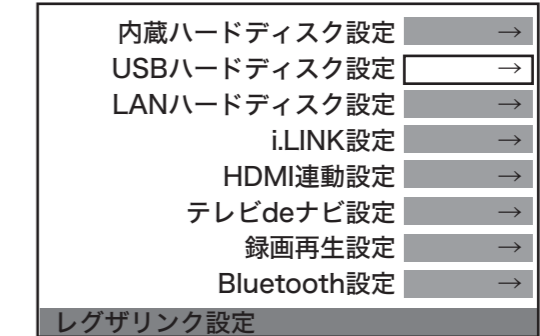 内蔵ハードディスク設定 →
USBハードディスク設定 →
LANハードディスク設定 →
i.LINK設定 →
HDMI連動設定 →
テレビdeナビ設定 →
録画再生設定 →
Bluetooth設定 →
レグザリンク設定